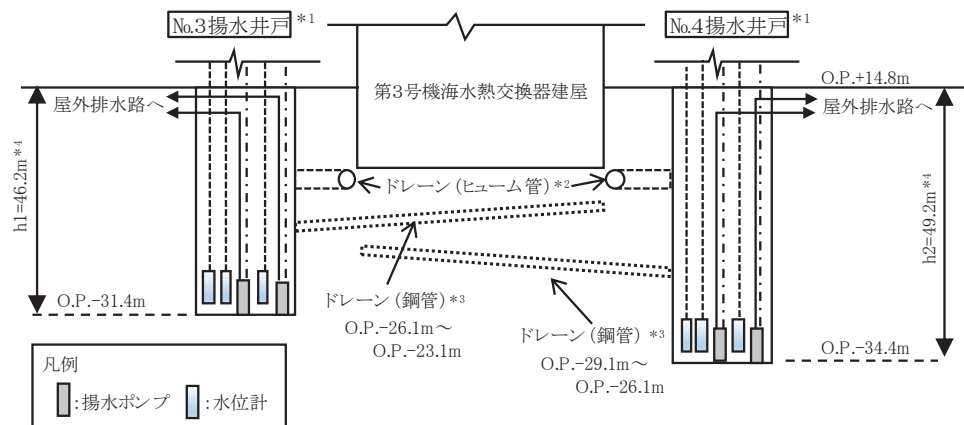 №3揚水井戸*1
№4揚水井戸*1
O.P.+14.8m
第3号機海水熱交換器建屋
屋外排水路へ
屋外排水路へ
ドレーン(ヒューム管)*2
h1=46.2m*4
h2=49.2m*4
O.P.-31.4m
ドレーン(鋼管)*3
O.P.-26.1m～
O.P.-23.1m
ドレーン(鋼管)*3
O.P.-29.1m～
O.P.-26.1m
O.P.-34.4m
凡例
:揚水ポンプ
:水位計